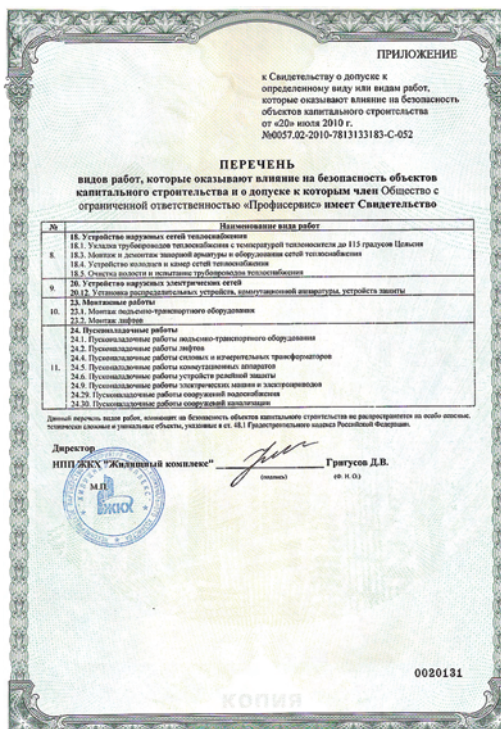 ПРИЛОЖЕНИЕ
к Свидетельству о допуске к
определенному виду или видам работ,
которые оказывают влияние на безопасность
объектов капитального строительства
от «20» июля 2010 г.
№0057.02-2010-7813133183-С-052
ПЕРЕЧЕНЬ
видов работ, которые оказывают влияние на безопасность объектов
капитального строительства и о допуске к которым член Общество с
ограниченной ответственностью «Профисервис» имеет Свидетельство
№ Наименование вида работ
8.
18. Устройство наружных сетей теплоснабжения
18.1. Укладка трубопроводов теплоснабжения с температурой теплоносителя до 115 градусов Цельсия
18.3. Монтаж и демонтаж запорной арматуры и оборудования сетей теплоснабжения
18.4. Устройство колодцев и камер сетей теплоснабжения
18.5. Очистка полости и испытание трубопроводов теплоснабжения
9.
20. Устройство наружных электрических сетей
20.12. Установка распределительных устройств, коммутационной аппаратуры, устройств защиты
10.
23. Монтажные работы
23.1. Монтаж подъемно-транспортного оборудования
23.2. Монтаж лифтов
11.
24. Пусконаладочные работы
24.1. Пусконаладочные работы подъемно-транспортного оборудования
24.2. Пусконаладочные работы лифтов
24.4. Пусконаладочные работы силовых и измерительных трансформаторов
24.5. Пусконаладочные работы коммутационных аппаратов
24.6. Пусконаладочные работы устройств релейной защиты
24.9. Пусконаладочные работы электрических машин и электроприводов
24.29. Пусконаладочные работы сооружений водоснабжения
24.30. Пусконаладочные работы сооружений канализации
Данный перечень видов работ, влияющих на безопасность объектов капитального строительства не распространяется на особо опасные,
технически сложные и уникальные объекты, указанные в ст. 48.1 Градостроительного кодекса Российской Федерации.
Директор
НПП ЖКХ "Жилищный комплекс" Григусов Д.В.
(подпись) (Ф. И. О.)
М.П.
ЖКХ
0020131
КОПИЯ